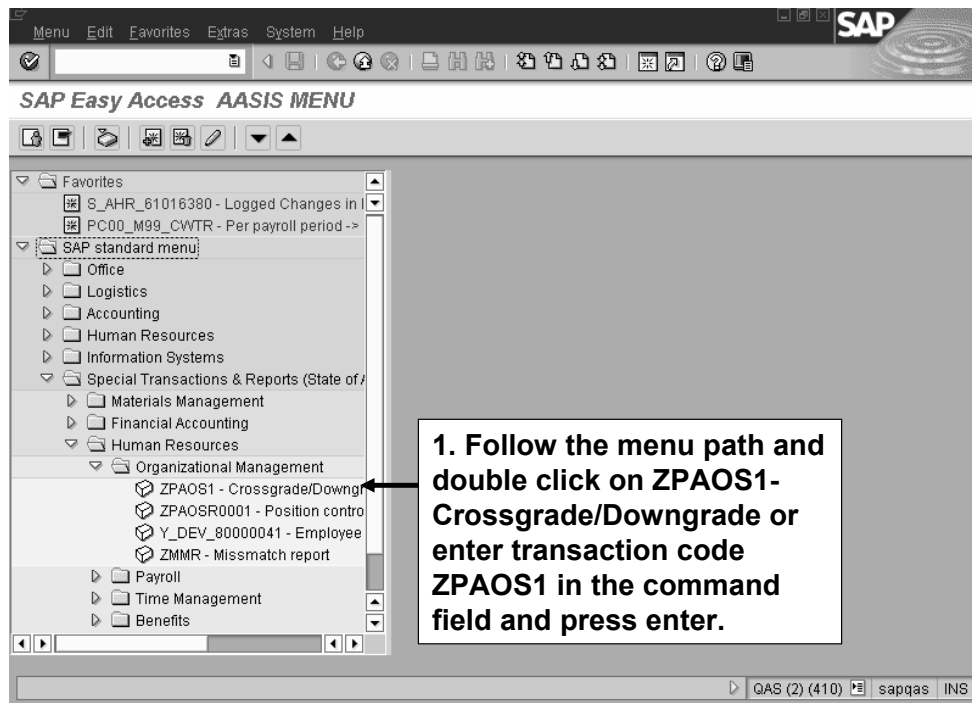 Menu Edit Favorites Extras System Help
SAP
SAP Easy Access AASIS MENU
Favorites
S_AHR_61016380 - Logged Changes in I
PC00_M99_CWTR - Per payroll period ->
SAP standard menu
Office
Logistics
Accounting
Human Resources
Information Systems
Special Transactions & Reports (State of A
Materials Management
Financial Accounting
Human Resources
Organizational Management
ZPAOS1 - Crossgrade/Downgr
ZPAOSR0001 - Position contro
Y_DEV_80000041 - Employee
ZMMR - Missmatch report
Payroll
Time Management
Benefits
1. Follow the menu path and
double click on ZPAOS1-
Crossgrade/Downgrade or
enter transaction code
ZPAOS1 in the command
field and press enter.
QAS (2) (410) sapqas INS